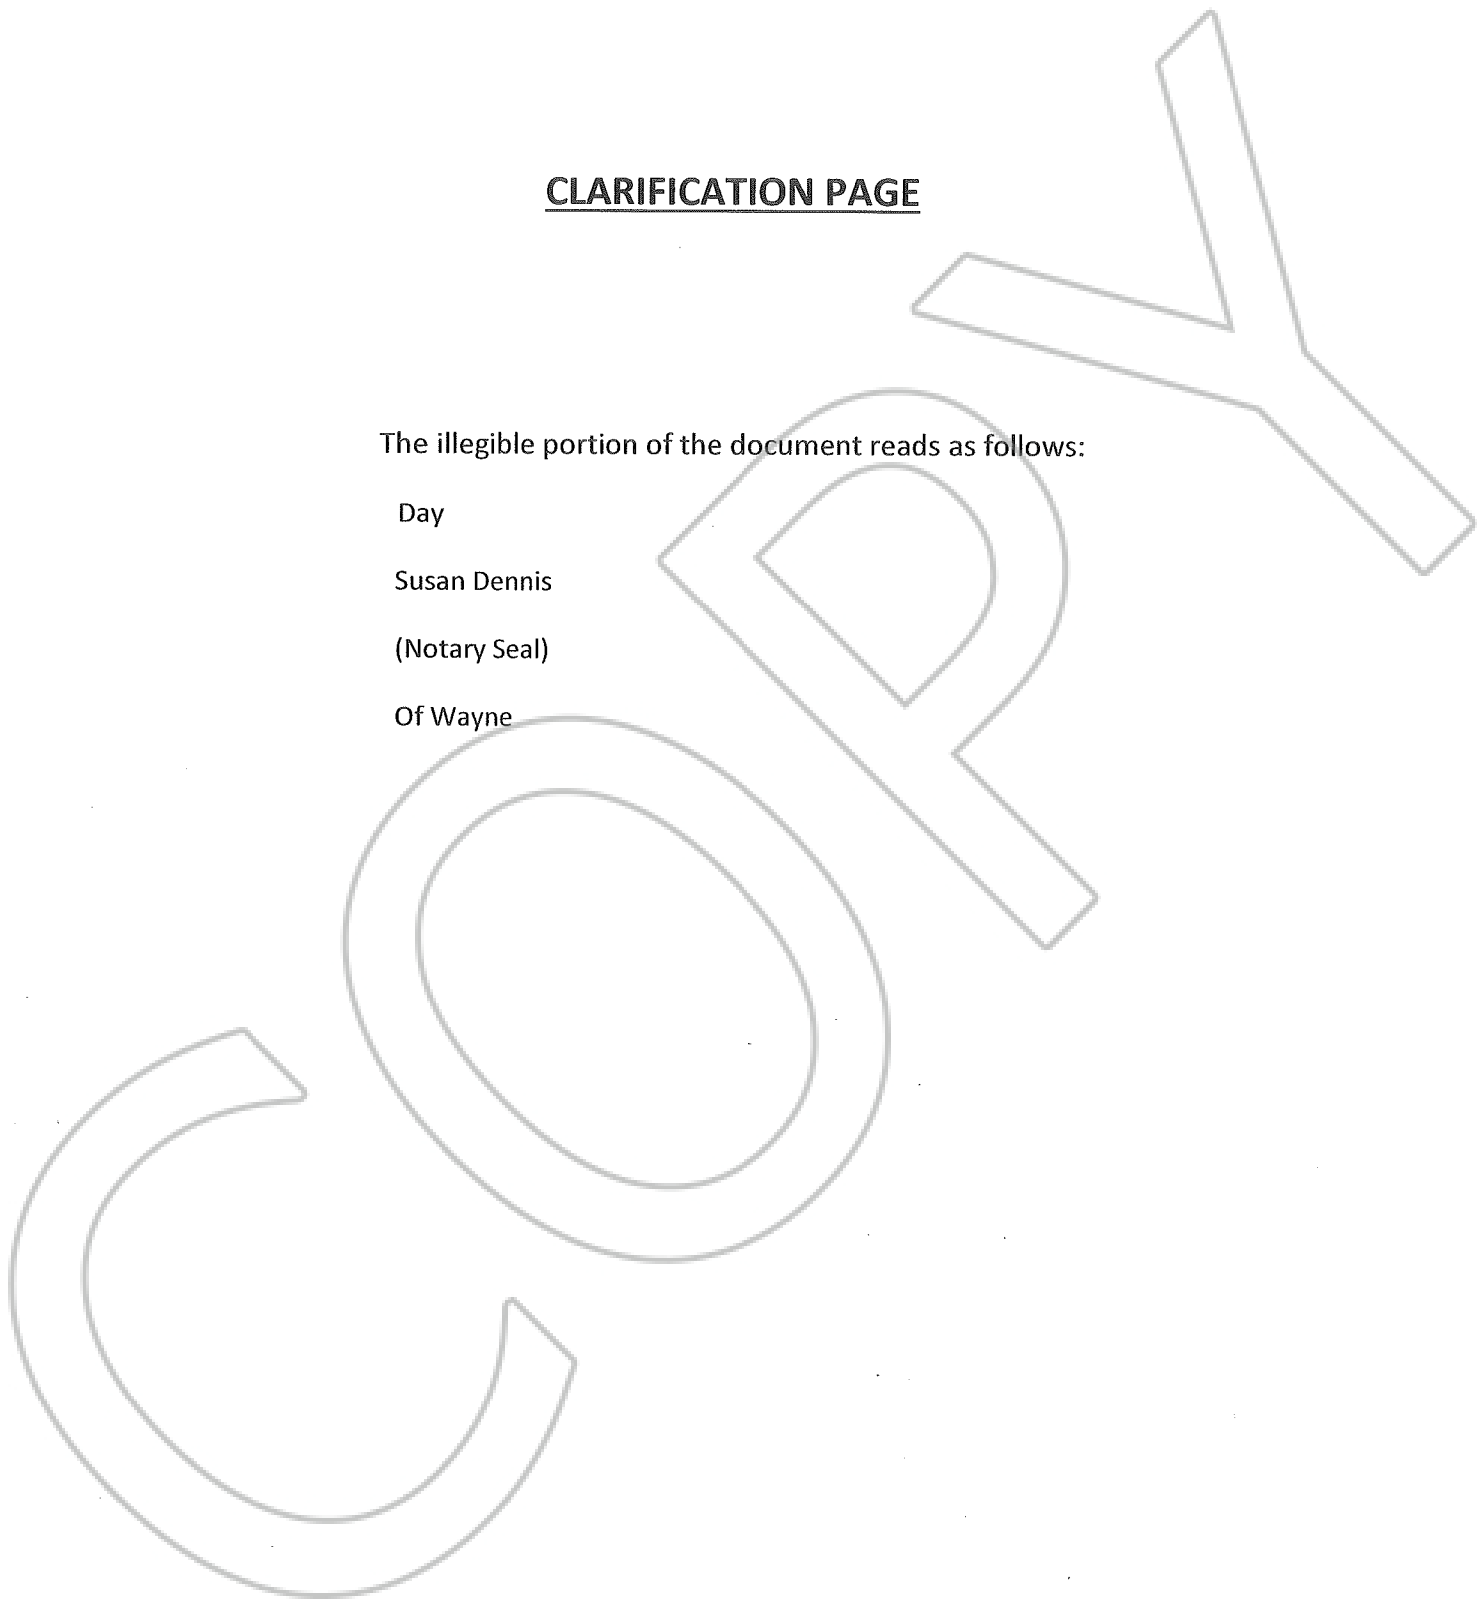 CLARIFICATION PAGE
The illegible portion of the document reads as follows:
Day
Susan Dennis
(Notary Seal)
Of Wayne
COPY